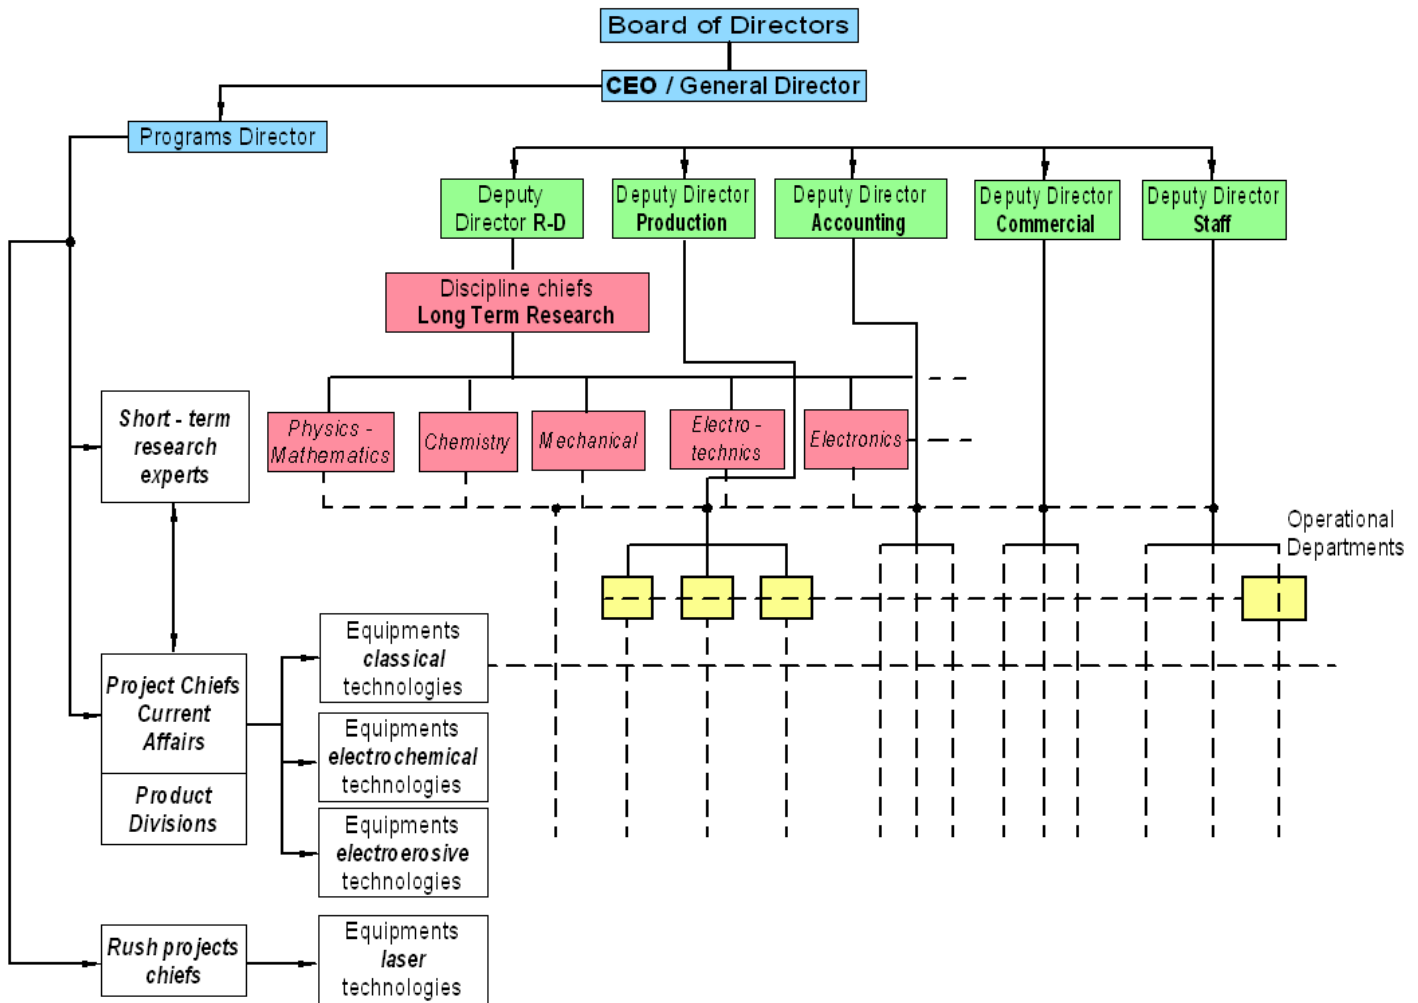 Board of Directors
CEO / General Director
Programs Director
Deputy
Director R-D
Deputy Director
Production
Deputy Director
Accounting
Deputy Director
Commercial
Deputy Director
Staff
Discipline chiefs
Long Term Research
Physics -
Mathematics
Chemistry
Mechanical
Electro -
technics
Electronics
Short - term
research
experts
Operational
Departments
Project Chiefs
Current
Affairs
Product
Divisions
Equipments
classical
technologies
Equipments
electrochemical
technologies
Equipments
electroerosive
technologies
Rush projects
chiefs
Equipments
laser
technologies